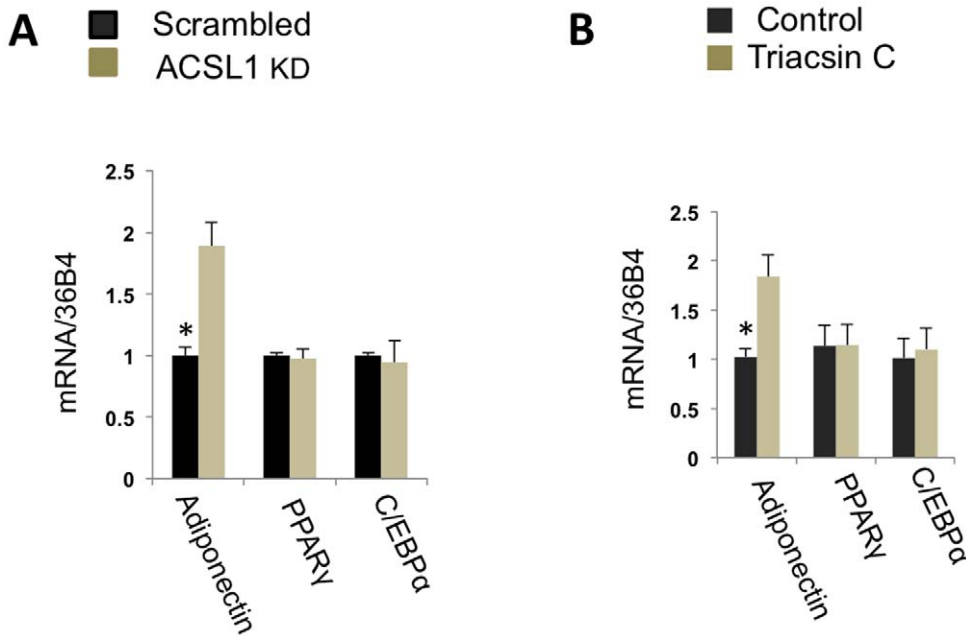 A
Scrambled
ACSL1 KD
mRNA/36B4
2.5
2
1.5
1
0.5
0
*
Adiponectin
PPARγ
C/EBPα
B
Control
Triacsin C
mRNA/36B4
2.5
2
1.5
1
0.5
0
*
Adiponectin
PPARγ
C/EBPα